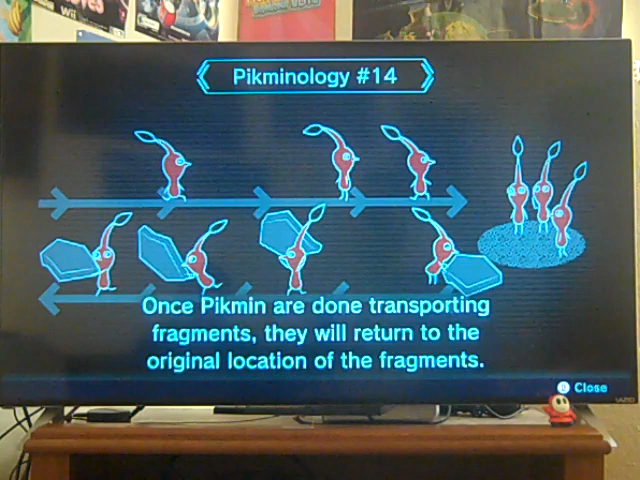 Pikminology #14
Once Pikmin are done transporting
fragments, they will return to the
original location of the fragments.
Close
VIZIO